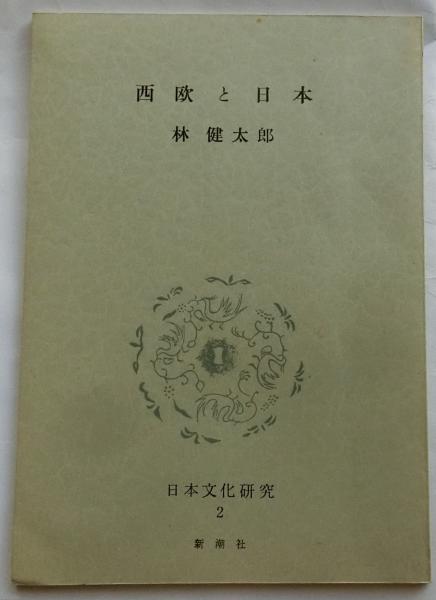 西欧と日本
林健太郎
日本文化研究
2
新潮社